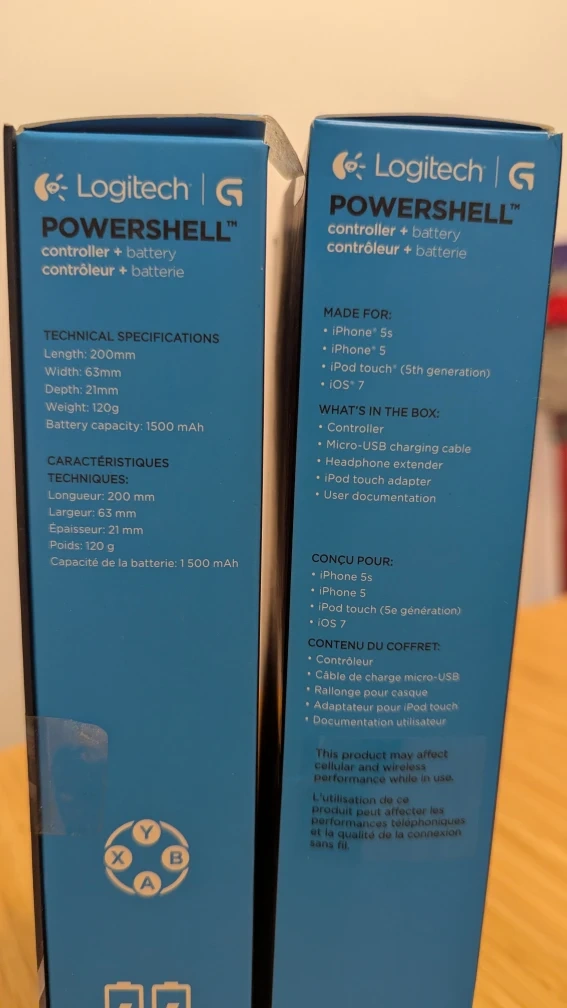 Logitech | G
POWERSHELL™
controller + battery
contrôleur + batterie
TECHNICAL SPECIFICATIONS
Length: 200mm
Width: 63mm
Depth: 21mm
Weight: 120g
Battery capacity: 1500 mAh
CARACTÉRISTIQUES
TECHNIQUES:
Longueur: 200 mm
Largeur: 63 mm
Épaisseur: 21 mm
Poids: 120 g
Capacité de la batterie: 1 500 mAh
Y
X B
A
Logitech | G
POWERSHELL™
controller + battery
contrôleur + batterie
MADE FOR:
• iPhone® 5s
• iPhone® 5
• iPod touch® (5th generation)
• iOS® 7
WHAT'S IN THE BOX:
• Controller
• Micro-USB charging cable
• Headphone extender
• iPod touch adapter
• User documentation
CONÇU POUR:
• iPhone 5s
• iPhone 5
• iPod touch (5e génération)
• iOS 7
CONTENU DU COFFRET:
• Contrôleur
• Câble de charge micro-USB
• Rallonge pour casque
• Adaptateur pour iPod touch
• Documentation utilisateur
This product may affect
cellular and wireless
performance while in use.
L'utilisation de ce
produit peut affecter les
performances téléphoniques
et la qualité de la connexion
sans fil.